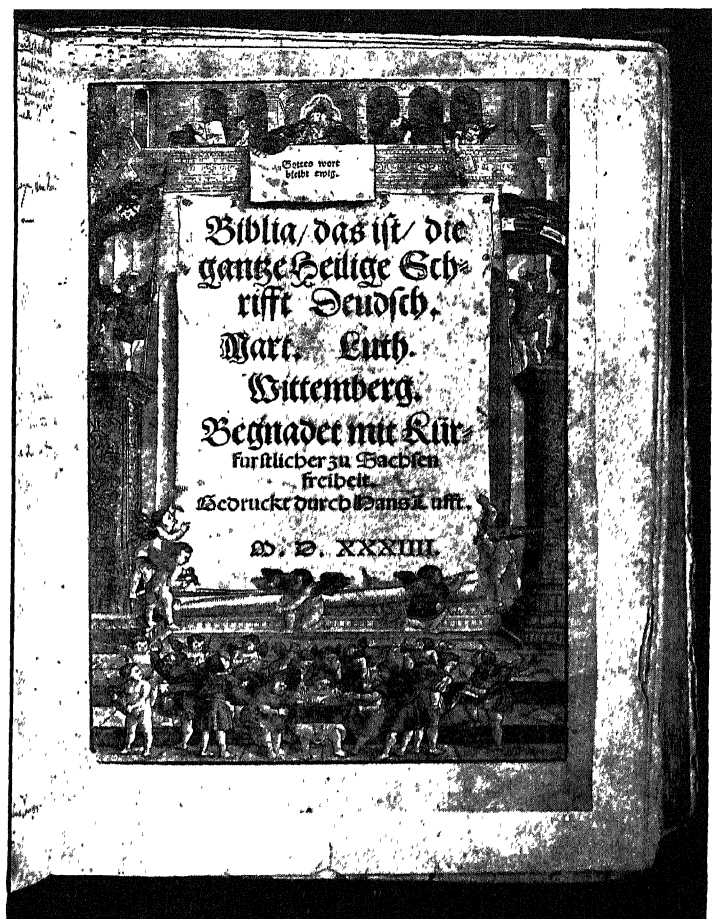 Gottes wort
bleibt ewig.
Biblia/ das ist/ die
gantze Heilige Sch-
rifft Deudsch.
Mart. Luth.
Wittemberg.
Begnadet mit Kür-
furstlicher zu Sachsen
freiheit.
Gedruckt durch Hans Lufft.
M. D. XXXIIII.